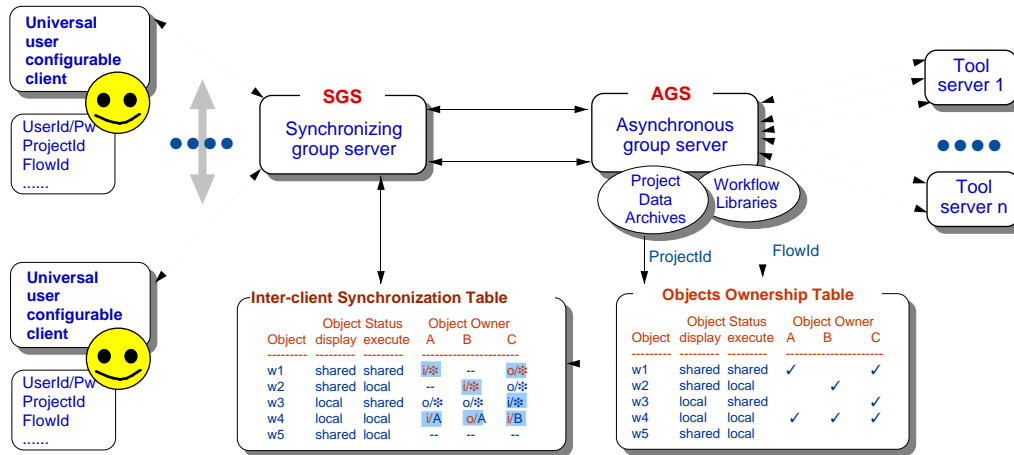 Universal
user
configurable
client
UserId/Pw
ProjectId
FlowId
......
SGS
Synchronizing
group server
AGS
Asynchronous
group server
Project
Data
Archives
Workflow
Libraries
Tool
server 1
Tool
server n
ProjectId
FlowId
Universal
user
configurable
client
UserId/Pw
ProjectId
FlowId
......
Inter-client Synchronization Table
Object Status Object Owner
Object display execute A B C
--------- --------- --------- -----------------------
w1 shared shared i/✽ -- o/✽
w2 shared local -- i/✽ o/✽
w3 local shared o/✽ o/✽ i/✽
w4 local local i/A o/A i/B
w5 shared local -- -- --
Objects Ownership Table
Object Status Object Owner
Object display execute A B C
--------- --------- --------- -----------------------
w1 shared shared ✓ ✓
w2 shared local ✓
w3 local shared ✓
w4 local local ✓ ✓ ✓
w5 shared local